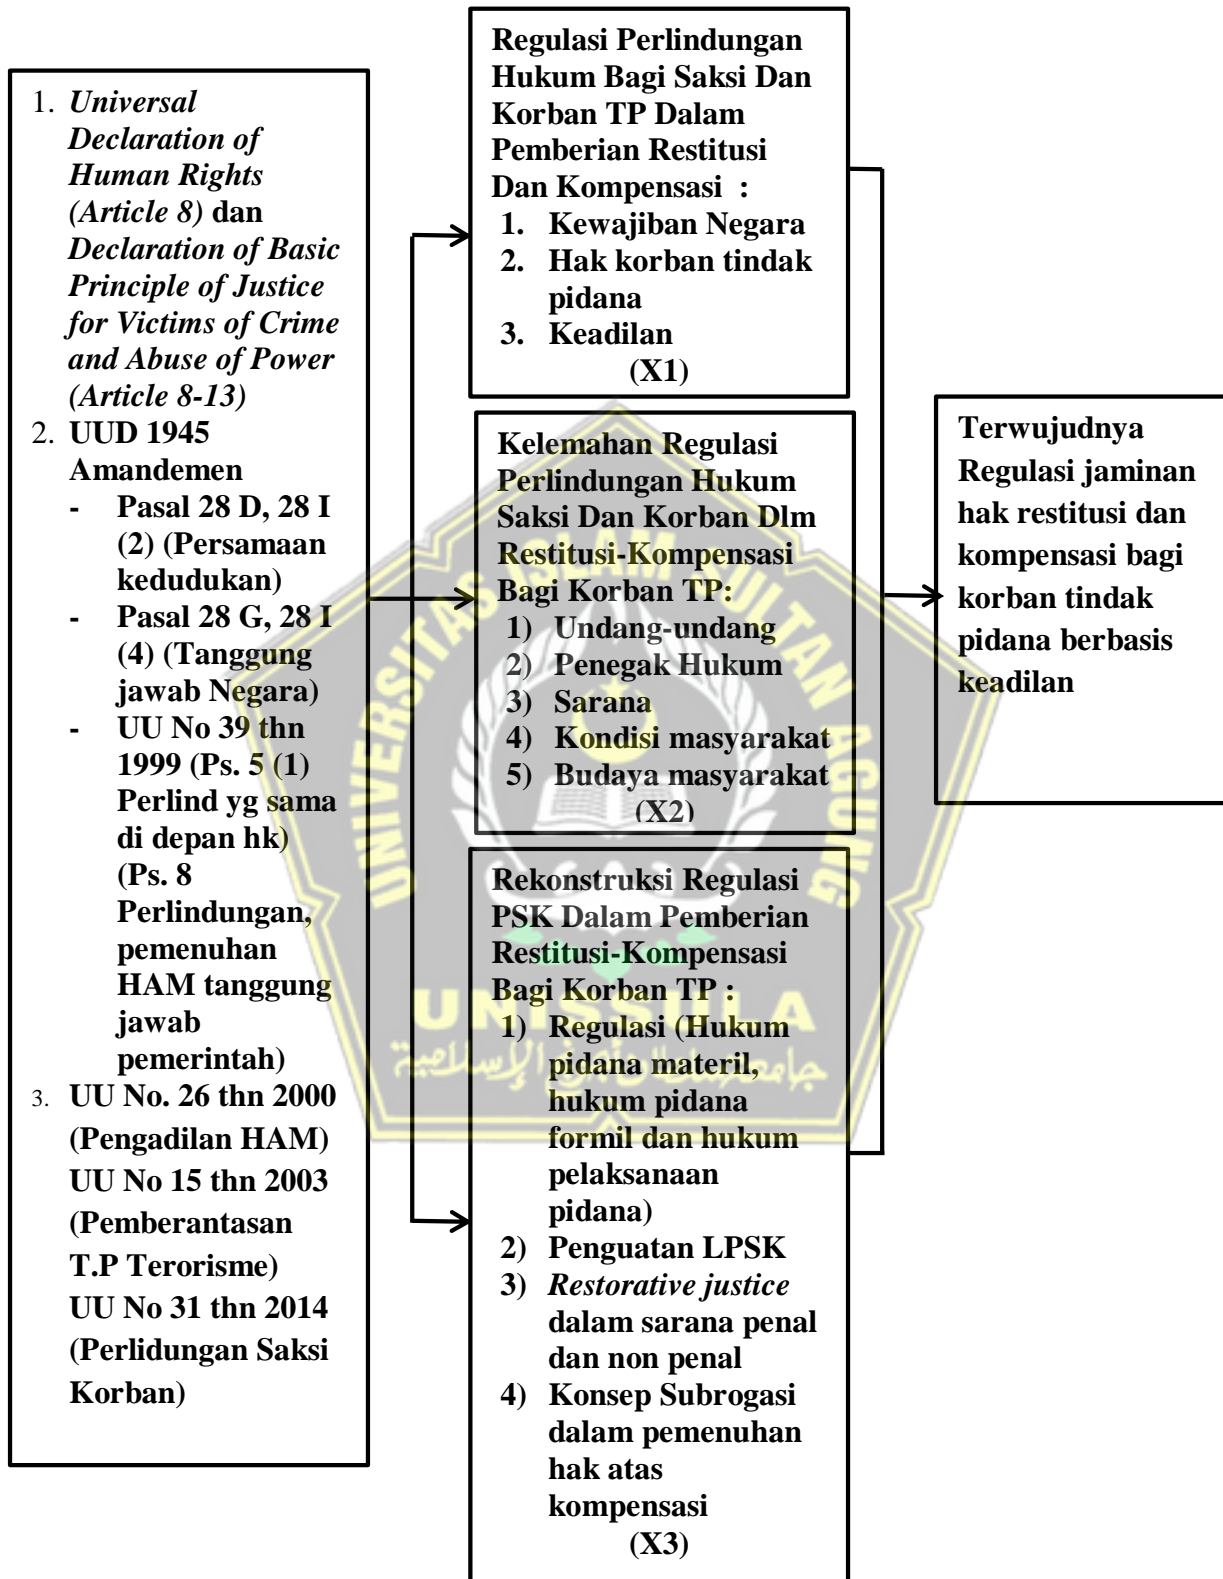 1. Universal
Declaration of
Human Rights
(Article 8) dan
Declaration of Basic
Principle of Justice
for Victims of Crime
and Abuse of Power
(Article 8-13)
2. UUD 1945
Amandemen
- Pasal 28 D, 28 I
(2) (Persamaan
kedudukan)
- Pasal 28 G, 28 I
(4) (Tanggung
jawab Negara)
- UU No 39 thn
1999 (Ps. 5 (1)
Perlind yg sama
di depan hk)
(Ps. 8
Perlindungan,
pemenuhan
HAM tanggung
jawab
pemerintah)
3. UU No. 26 thn 2000
(Pengadilan HAM)
UU No 15 thn 2003
(Pemberantasan
T.P Terorisme)
UU No 31 thn 2014
(Perlidungan Saksi
Korban)
Regulasi Perlindungan
Hukum Bagi Saksi Dan
Korban TP Dalam
Pemberian Restitusi
Dan Kompensasi :
1. Kewajiban Negara
2. Hak korban tindak
pidana
3. Keadilan
(X1)
Kelemahan Regulasi
Perlindungan Hukum
Saksi Dan Korban Dlm
Restitusi-Kompensasi
Bagi Korban TP:
1) Undang-undang
2) Penegak Hukum
3) Sarana
4) Kondisi masyarakat
5) Budaya masyarakat
(X2)
Rekonstruksi Regulasi
PSK Dalam Pemberian
Restitusi-Kompensasi
Bagi Korban TP :
1) Regulasi (Hukum
pidana materil,
hukum pidana
formil dan hukum
pelaksanaan
pidana)
2) Penguatan LPSK
3) Restorative justice
dalam sarana penal
dan non penal
4) Konsep Subrogasi
dalam pemenuhan
hak atas
kompensasi
(X3)
Terwujudnya
Regulasi jaminan
hak restitusi dan
kompensasi bagi
korban tindak
pidana berbasis
keadilan
UNIVERSITAS ISLAM SULTAN AGUNG
UNISSULA